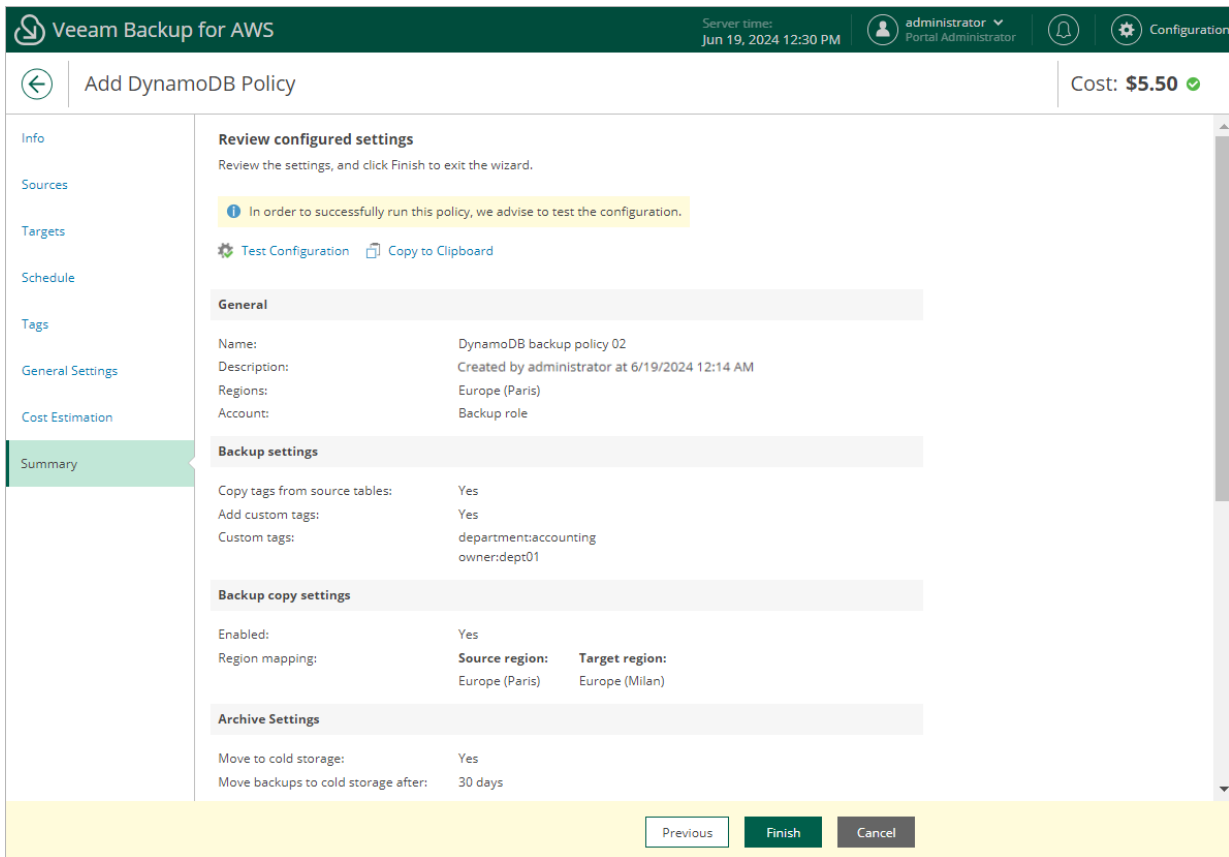 Veeam Backup for AWS
Server time:
Jun 19, 2024 12:30 PM
administrator
Portal Administrator
Configuration
Add DynamoDB Policy
Cost: $5.50
Info
Sources
Targets
Schedule
Tags
General Settings
Cost Estimation
Summary
Review configured settings
Review the settings, and click Finish to exit the wizard.
In order to successfully run this policy, we advise to test the configuration.
Test Configuration Copy to Clipboard
General
Name: DynamoDB backup policy 02
Description: Created by administrator at 6/19/2024 12:14 AM
Regions: Europe (Paris)
Account: Backup role
Backup settings
Copy tags from source tables: Yes
Add custom tags: Yes
Custom tags: department:accounting
owner:dept01
Backup copy settings
Enabled: Yes
Region mapping: Source region: Target region:
Europe (Paris) Europe (Milan)
Archive Settings
Move to cold storage: Yes
Move backups to cold storage after: 30 days
Previous Finish Cancel